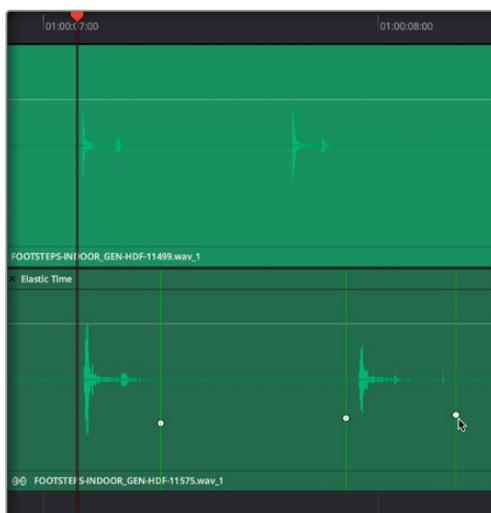 01:00:07:00
01:00:08:00
FOOTSTEPS-INDOOR_GEN-HDF-11499.wav_1
× Elastic Time
FOOTSTEPS-INDOOR_GEN-HDF-11575.wav_1